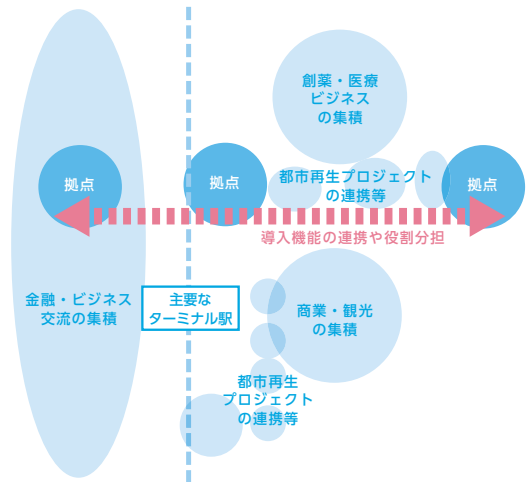 創薬・医療
ビジネス
の集積
拠点
拠点
都市再生プロジェクト
の連携等
拠点
導入機能の連携や役割分担
金融・ビジネス
交流の集積
主要な
ターミナル駅
商業・観光
の集積
都市再生
プロジェクト
の連携等